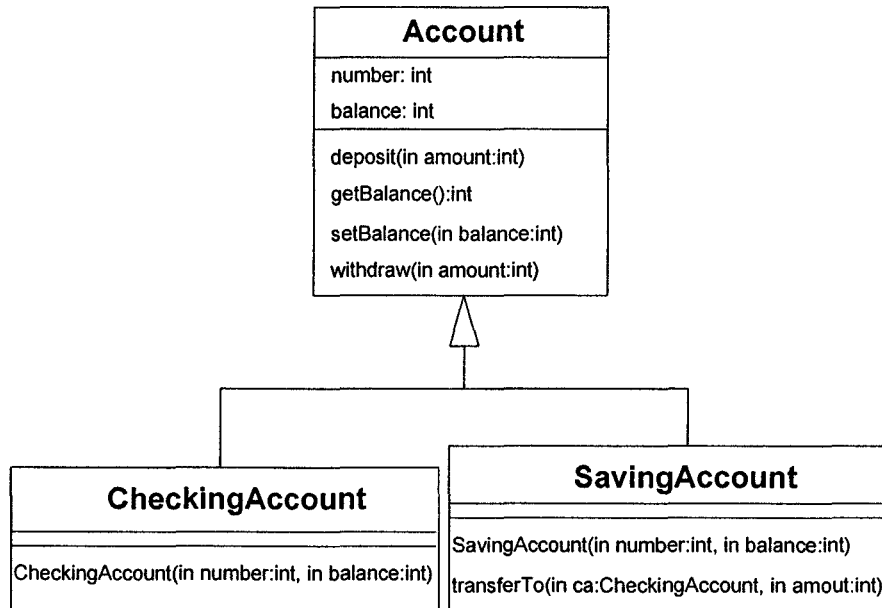 Account
number: int
balance: int
deposit(in amount:int)
getBalance():int
setBalance(in balance:int)
withdraw(in amount:int)
CheckingAccount
CheckingAccount(in number:int, in balance:int)
SavingAccount
SavingAccount(in number:int, in balance:int)
transferTo(in ca:CheckingAccount, in amout:int)